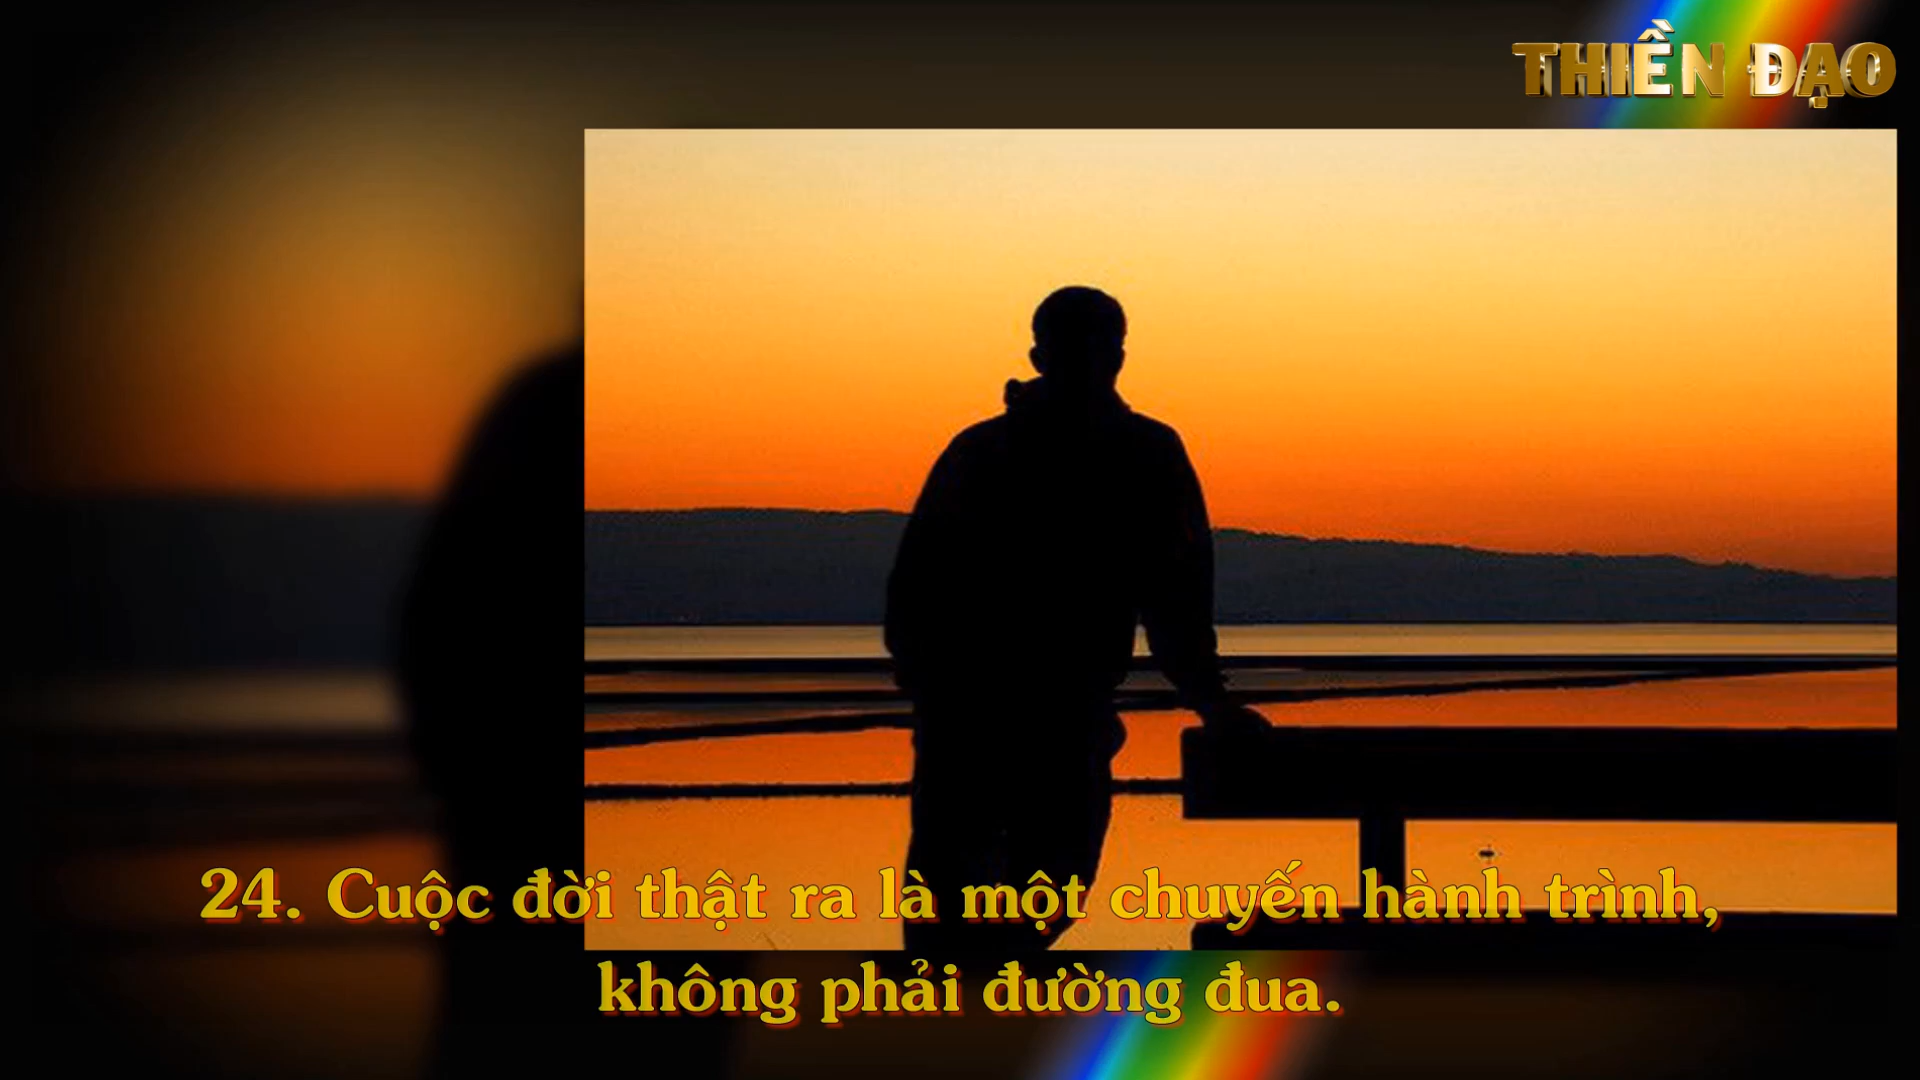 THIỀN ĐẠO
24. Cuộc đời thật ra là một chuyến hành trình,
không phải đường đua.